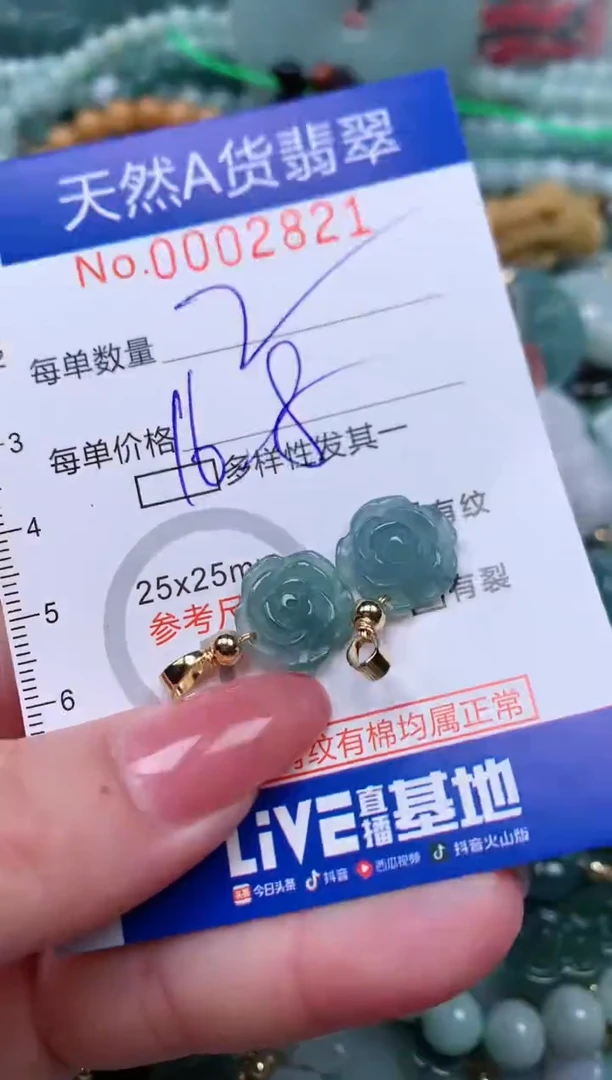 天然A货翡翠
No.0002821
每单数量 2
每单价格 168
多样性发其一
有纹
25x25m
有裂
参考尺
纹有棉均属正常
LiVE直播基地
今日头条 抖音 西瓜视频 抖音火山版
3
4
5
6